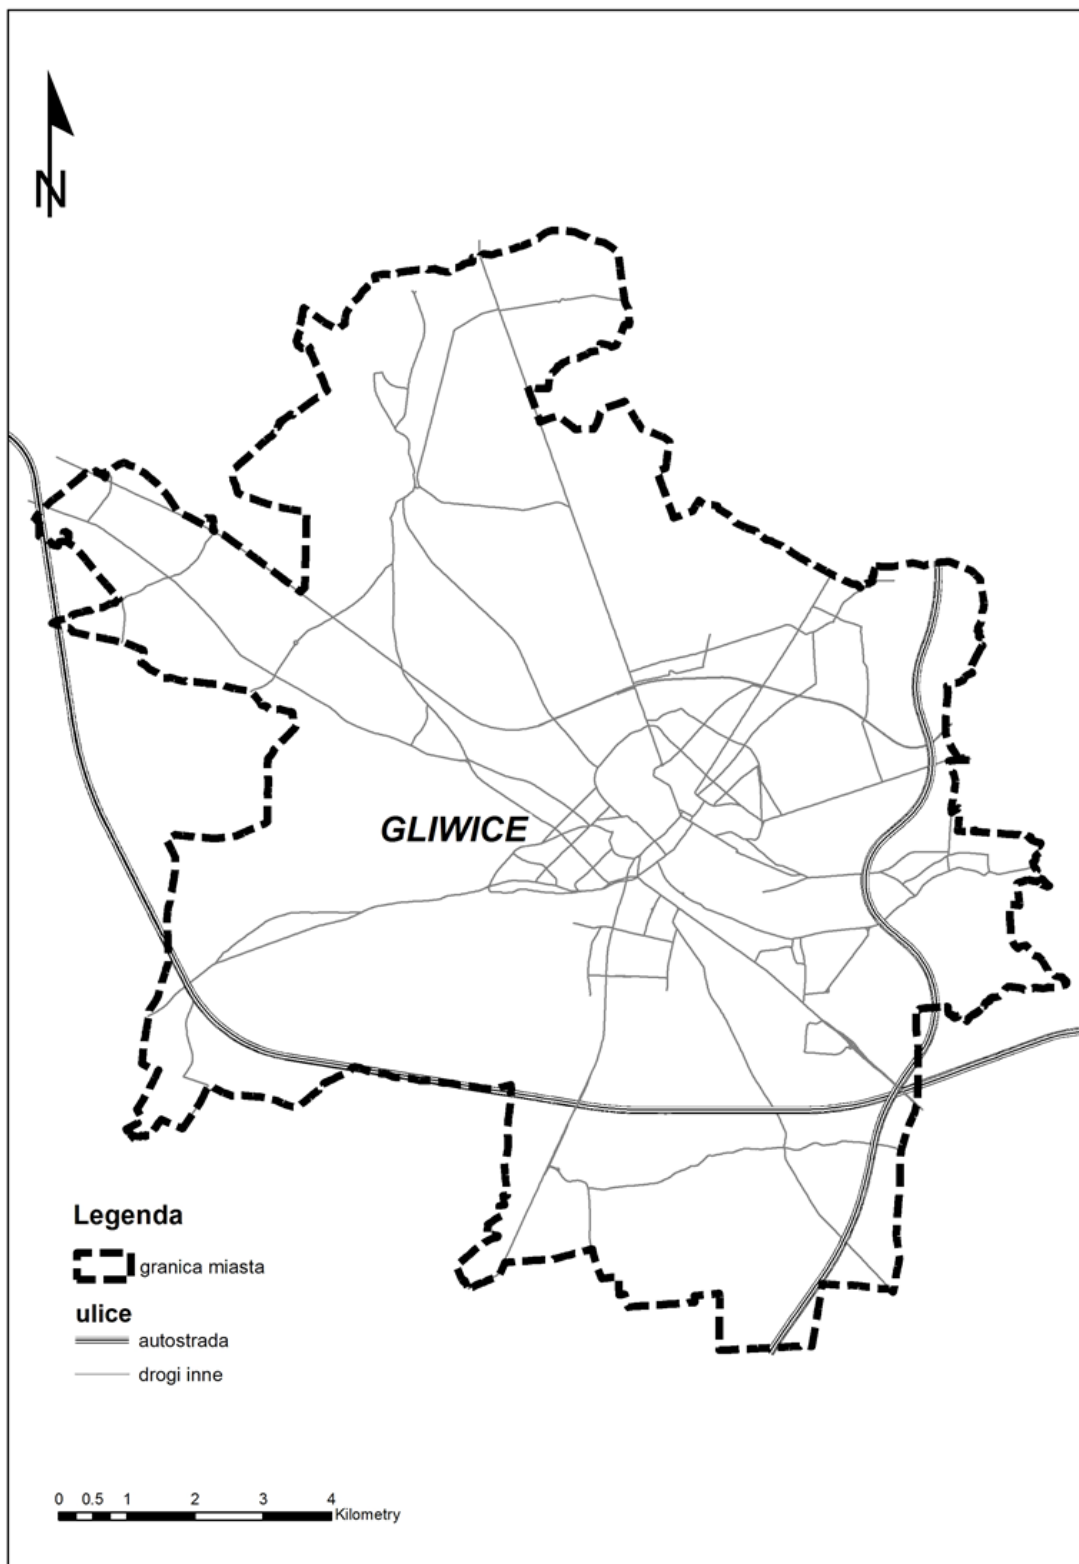 N
GLIWICE
Legenda
granica miasta
ulice
autostrada
drogi inne
0 0.5 1 2 3 4
Kilometry